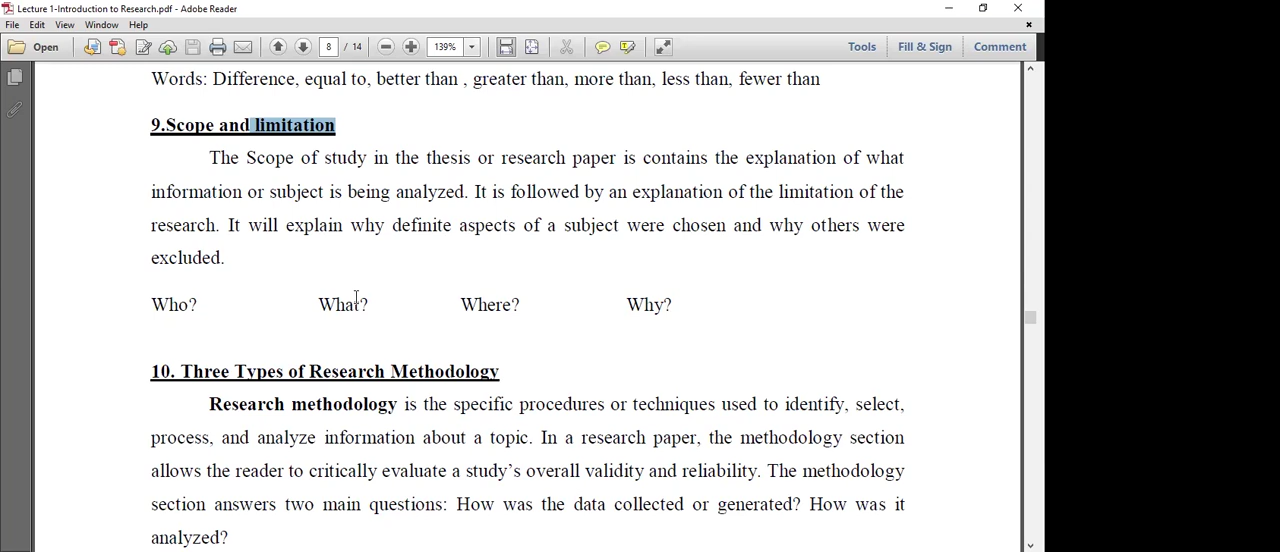 Lecture 1-Introduction to Research.pdf - Adobe Reader
File Edit View Window Help
Open 8 / 14 139% Tools Fill & Sign Comment
Words: Difference, equal to, better than , greater than, more than, less than, fewer than
9.Scope and limitation
The Scope of study in the thesis or research paper is contains the explanation of what
information or subject is being analyzed. It is followed by an explanation of the limitation of the
research. It will explain why definite aspects of a subject were chosen and why others were
excluded.
Who? What? Where? Why?
10. Three Types of Research Methodology
Research methodology is the specific procedures or techniques used to identify, select,
process, and analyze information about a topic. In a research paper, the methodology section
allows the reader to critically evaluate a study's overall validity and reliability. The methodology
section answers two main questions: How was the data collected or generated? How was it
analyzed?